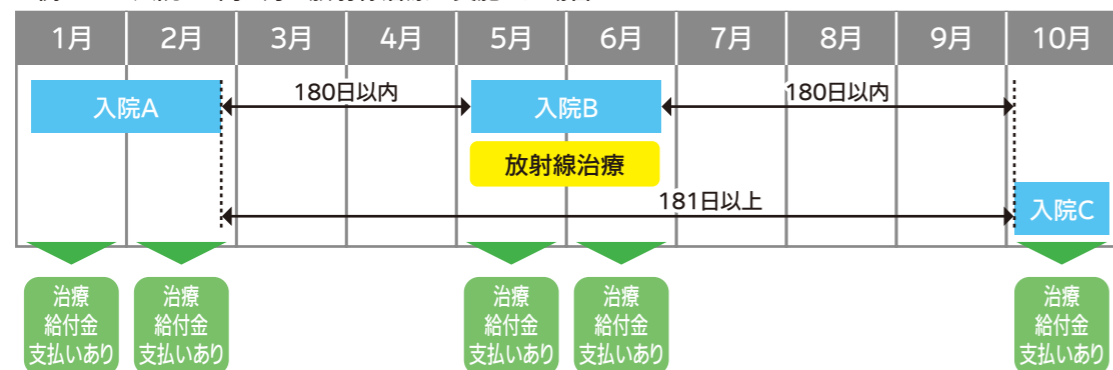 1月 2月 3月 4月 5月 6月 7月 8月 9月 10月
入院A 180日以内 入院B 180日以内
放射線治療
181日以上 入院C
治療 治療 治療 治療 治療
給付金 給付金 給付金 給付金 給付金
支払いあり 支払いあり 支払いあり 支払いあり 支払いあり